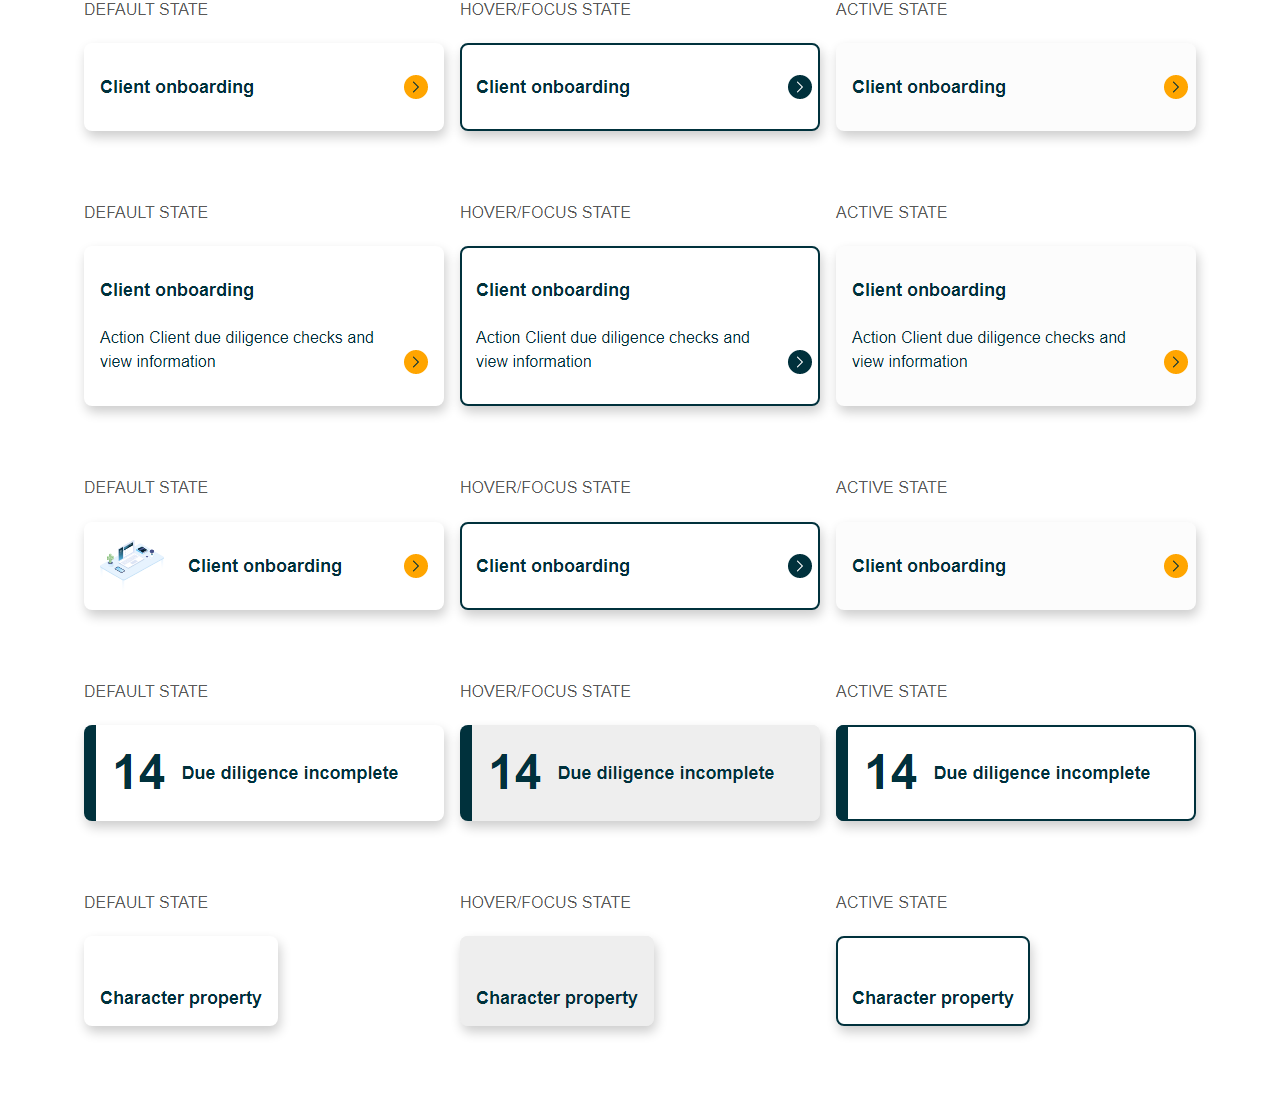 DEFAULT STATE
HOVER/FOCUS STATE
ACTIVE STATE
Client onboarding
Client onboarding
Client onboarding
DEFAULT STATE
HOVER/FOCUS STATE
ACTIVE STATE
Client onboarding
Action Client due diligence checks and
view information
Client onboarding
Action Client due diligence checks and
view information
Client onboarding
Action Client due diligence checks and
view information
DEFAULT STATE
HOVER/FOCUS STATE
ACTIVE STATE
Client onboarding
Client onboarding
Client onboarding
DEFAULT STATE
HOVER/FOCUS STATE
ACTIVE STATE
14 Due diligence incomplete
14 Due diligence incomplete
14 Due diligence incomplete
DEFAULT STATE
HOVER/FOCUS STATE
ACTIVE STATE
Character property
Character property
Character property